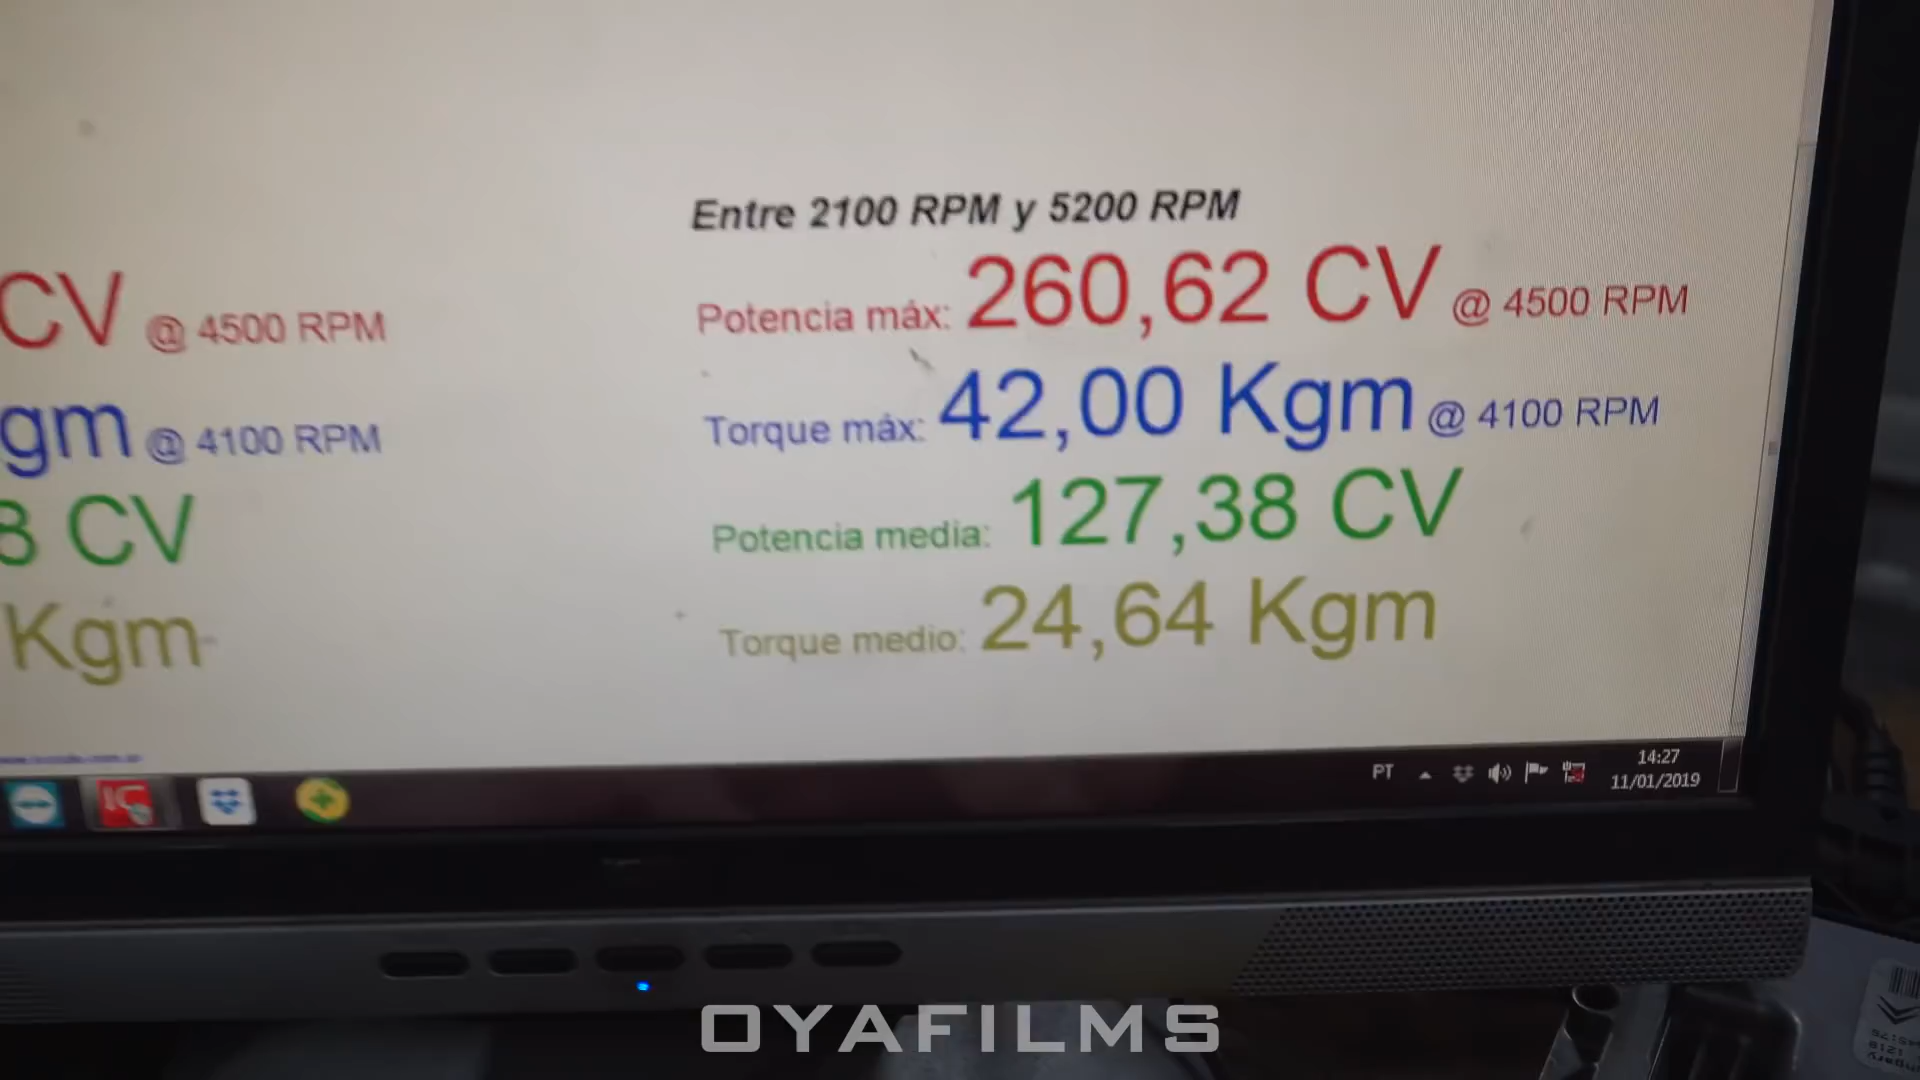 Entre 2100 RPM y 5200 RPM
CV @ 4500 RPM
Potencia máx: 260,62 CV @ 4500 RPM
gm @ 4100 RPM
Torque máx: 42,00 Kgm @ 4100 RPM
8 CV
Potencia media: 127,38 CV
Kgm
Torque medio: 24,64 Kgm
PT
14:27
11/01/2019
OYAFILMS